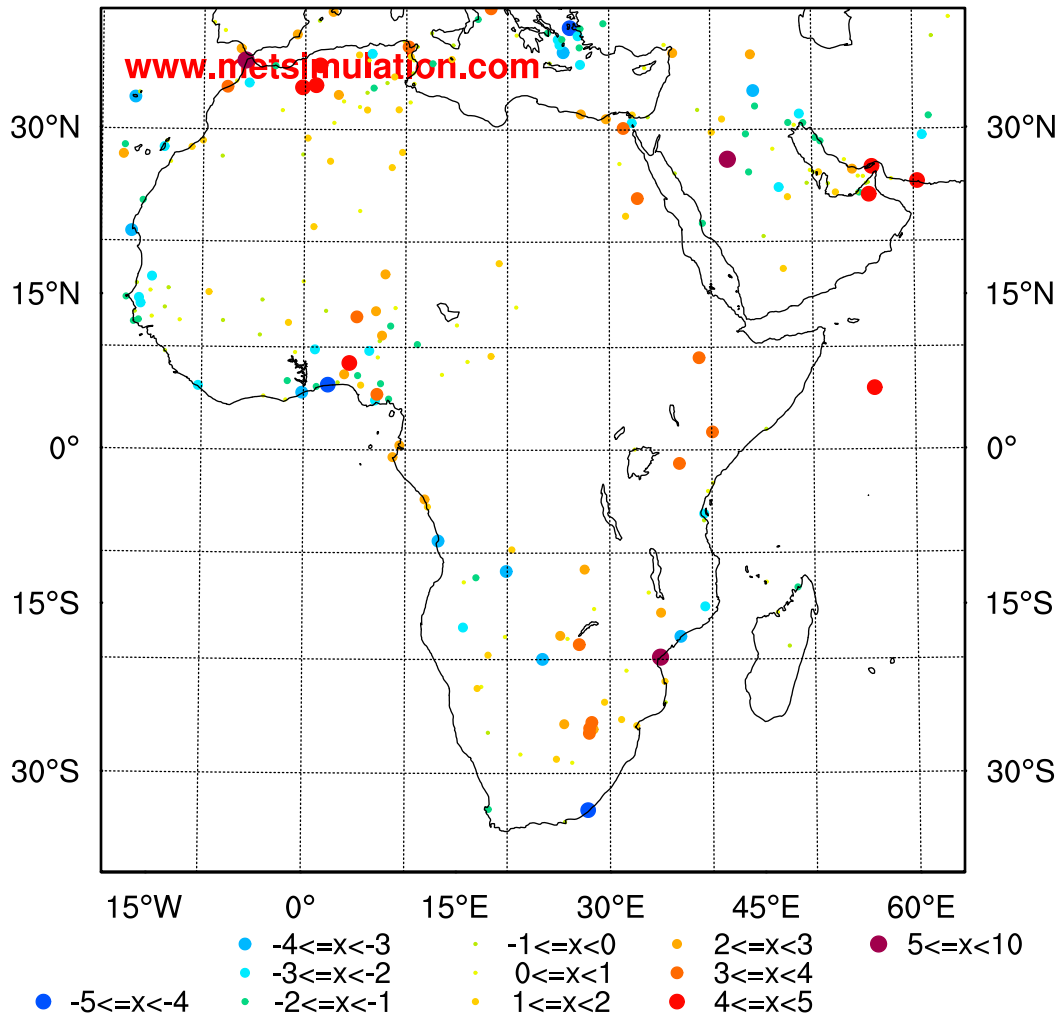 www.metsimulation.com
30°N 30°N
15°N 15°N
0° 0°
15°S 15°S
30°S 30°S
15°W 0° 15°E 30°E 45°E 60°E
-4<=x<-3 -1<=x<0 2<=x<3 5<=x<10
-3<=x<-2 0<=x<1 3<=x<4
-5<=x<-4 -2<=x<-1 1<=x<2 4<=x<5